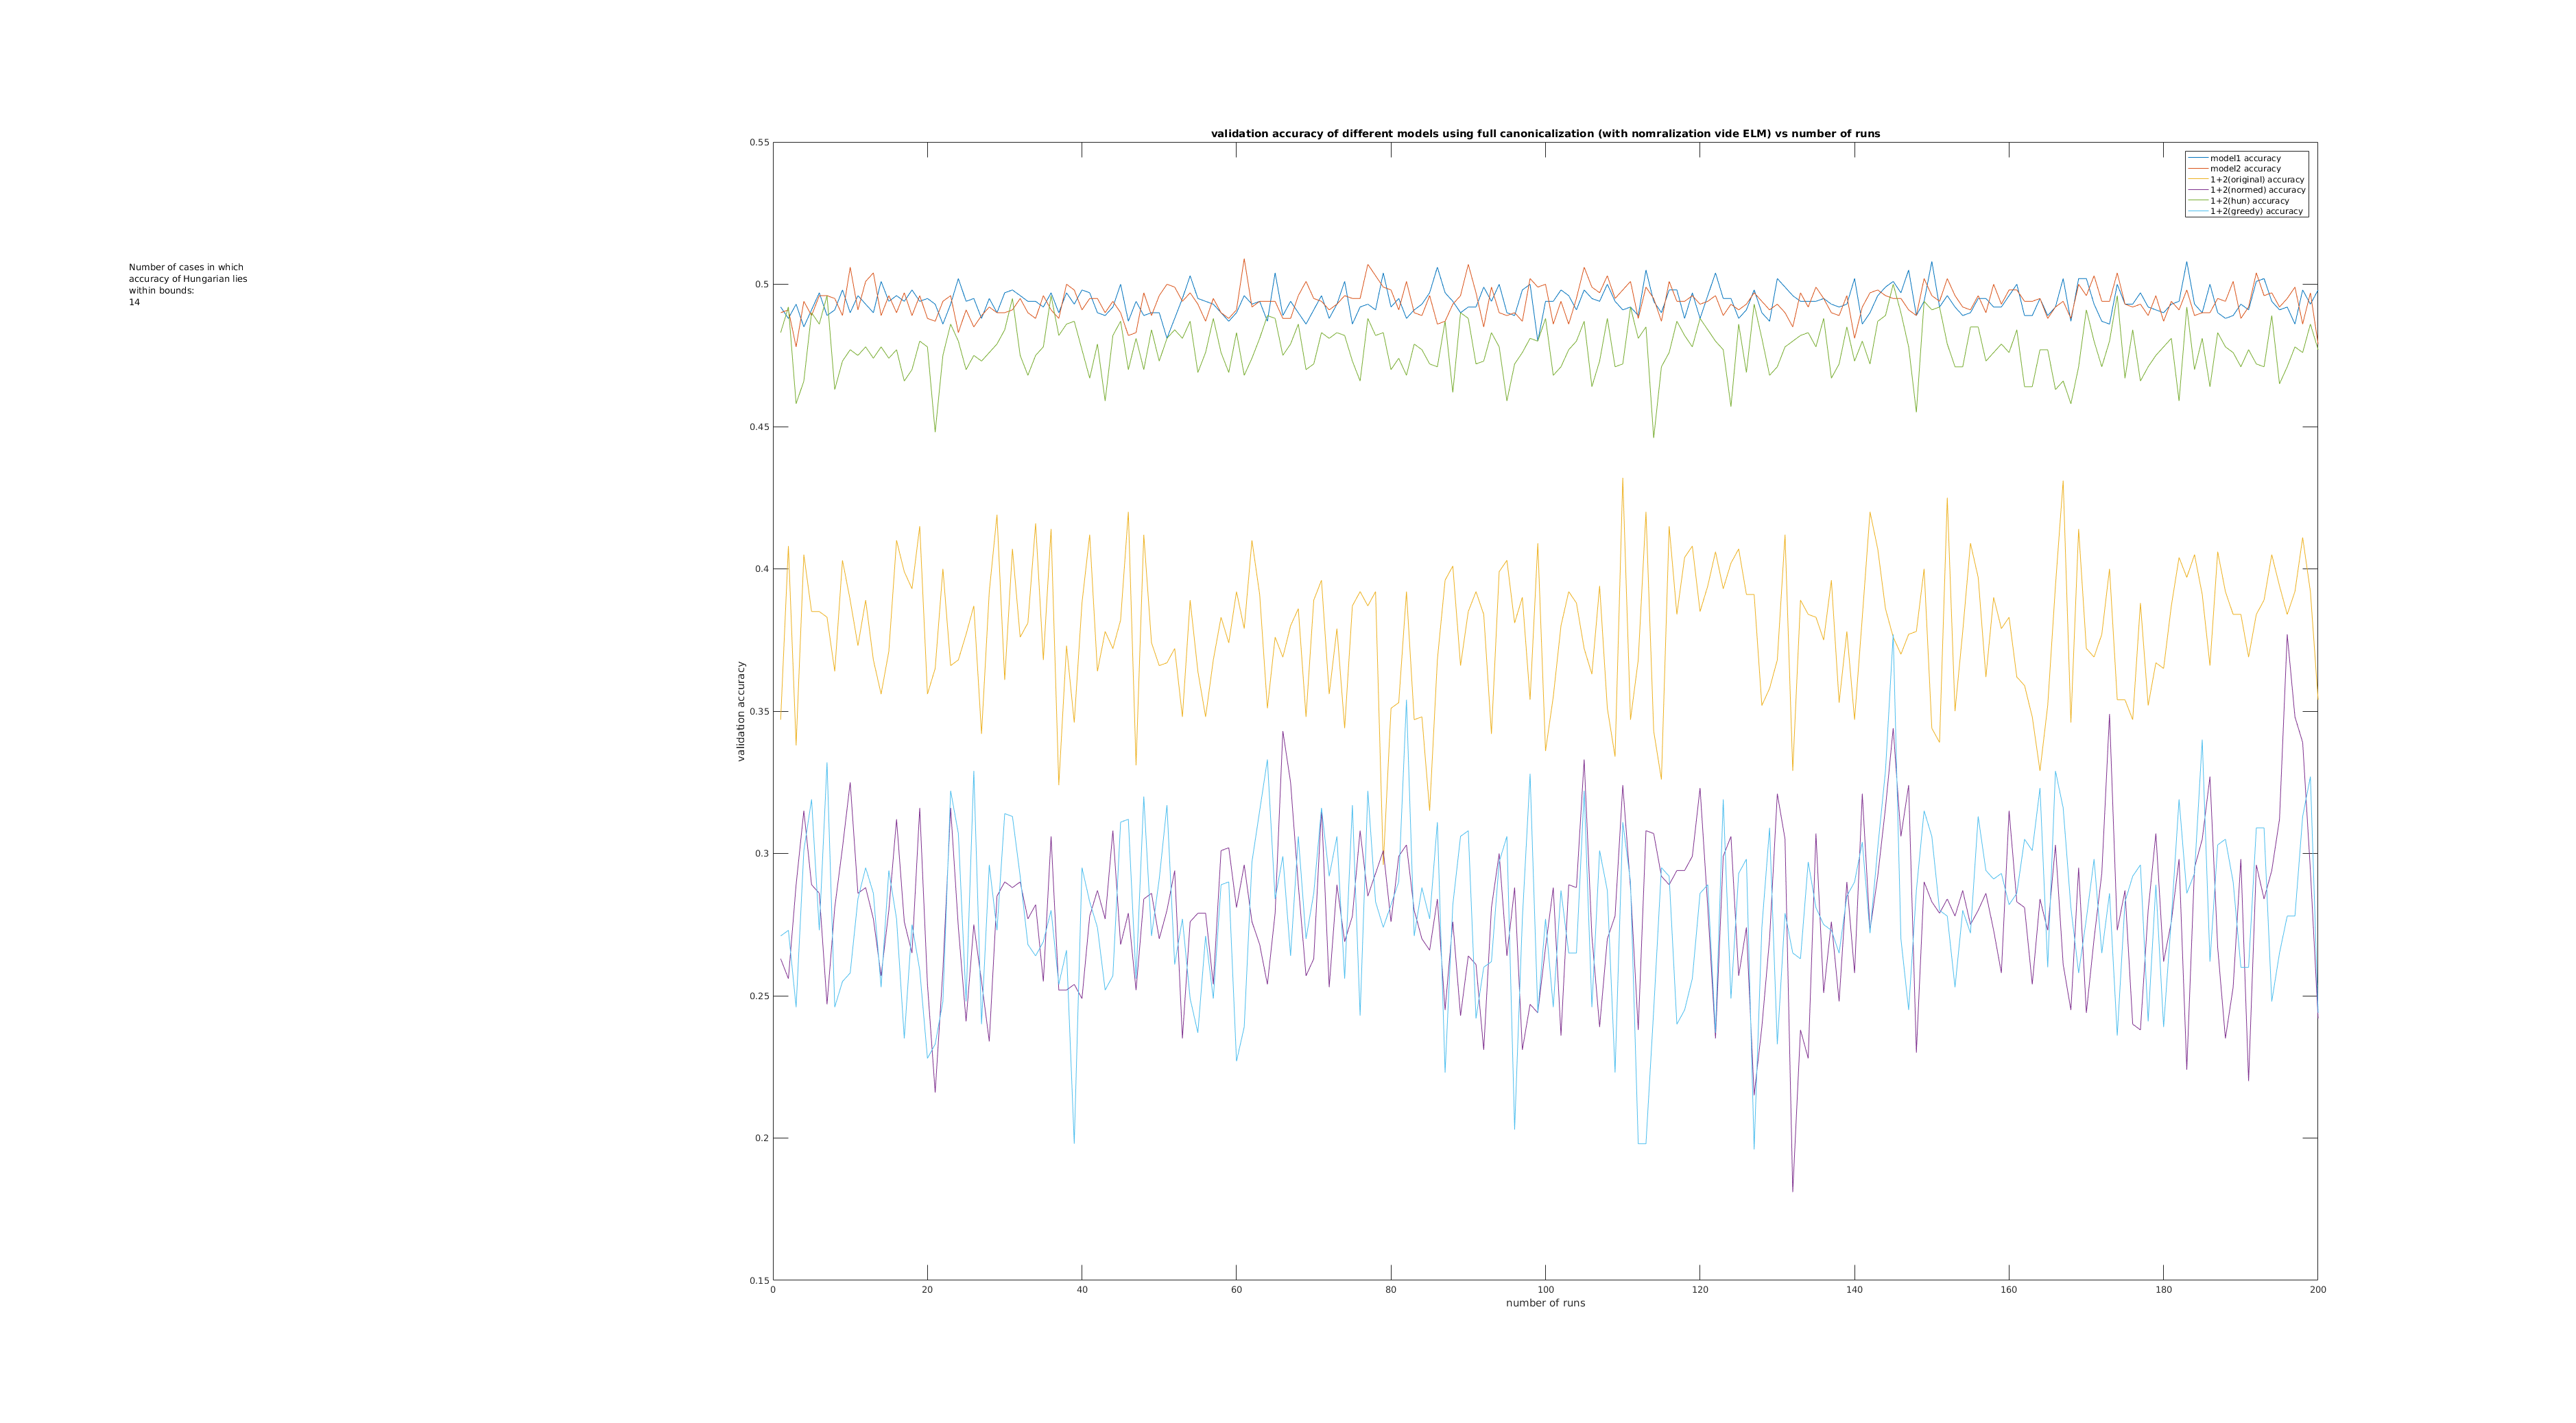 validation accuracy of different models using full canonicalization (with nomralization vide ELM) vs number of runs
Number of cases in which
accuracy of Hungarian lies
within bounds:
14
model1 accuracy
model2 accuracy
1+2(original) accuracy
1+2(normed) accuracy
1+2(hun) accuracy
1+2(greedy) accuracy
validation accuracy
0.55
0.5
0.45
0.4
0.35
0.3
0.25
0.2
0.15
0
20
40
60
80
100
120
140
160
180
200
number of runs